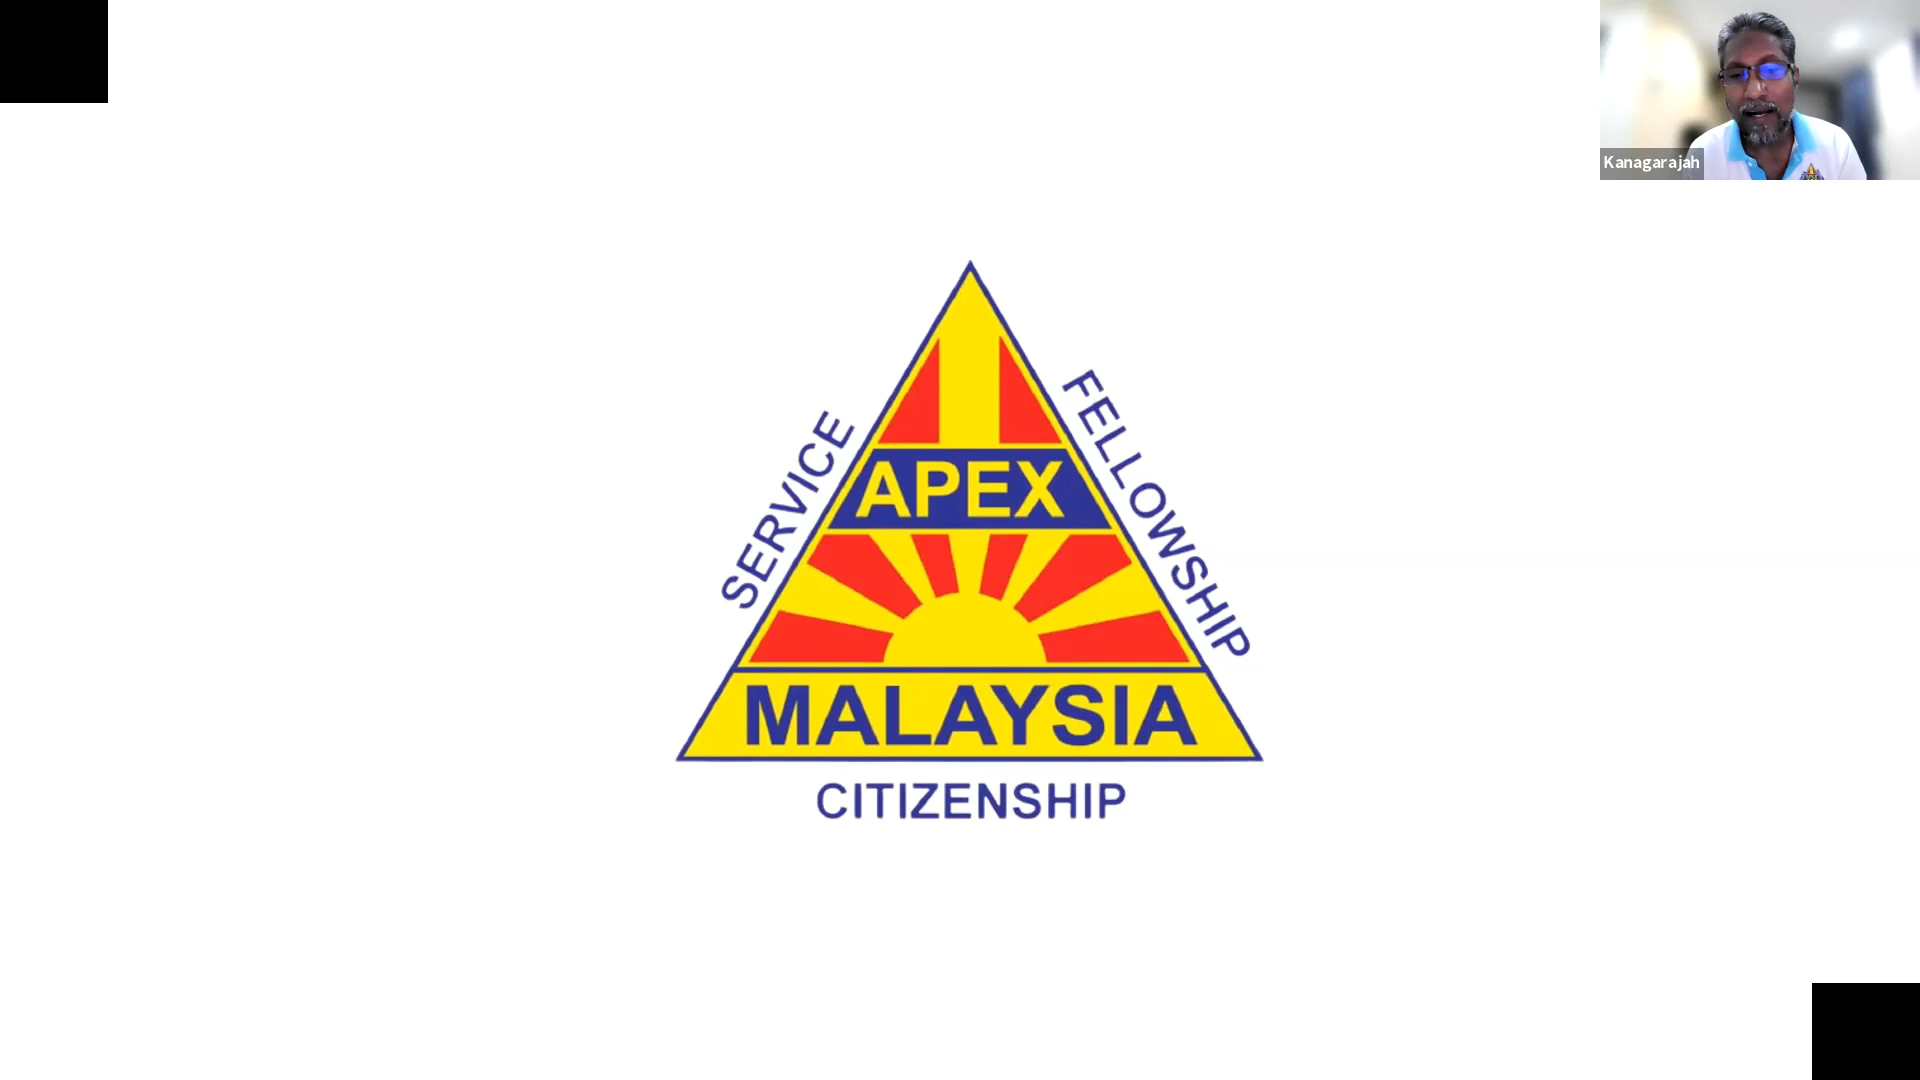 Kanagarajah
SERVICE
FELLOWSHIP
APEX
MALAYSIA
CITIZENSHIP